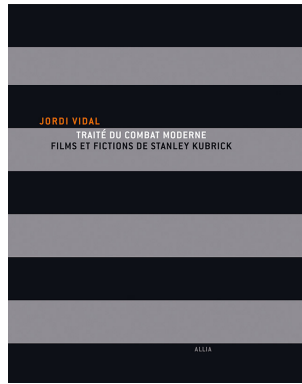 JORDI VIDAL
TRAITÉ DU COMBAT MODERNE
FILMS ET FICTIONS DE STANLEY KUBRICK
ALLIA